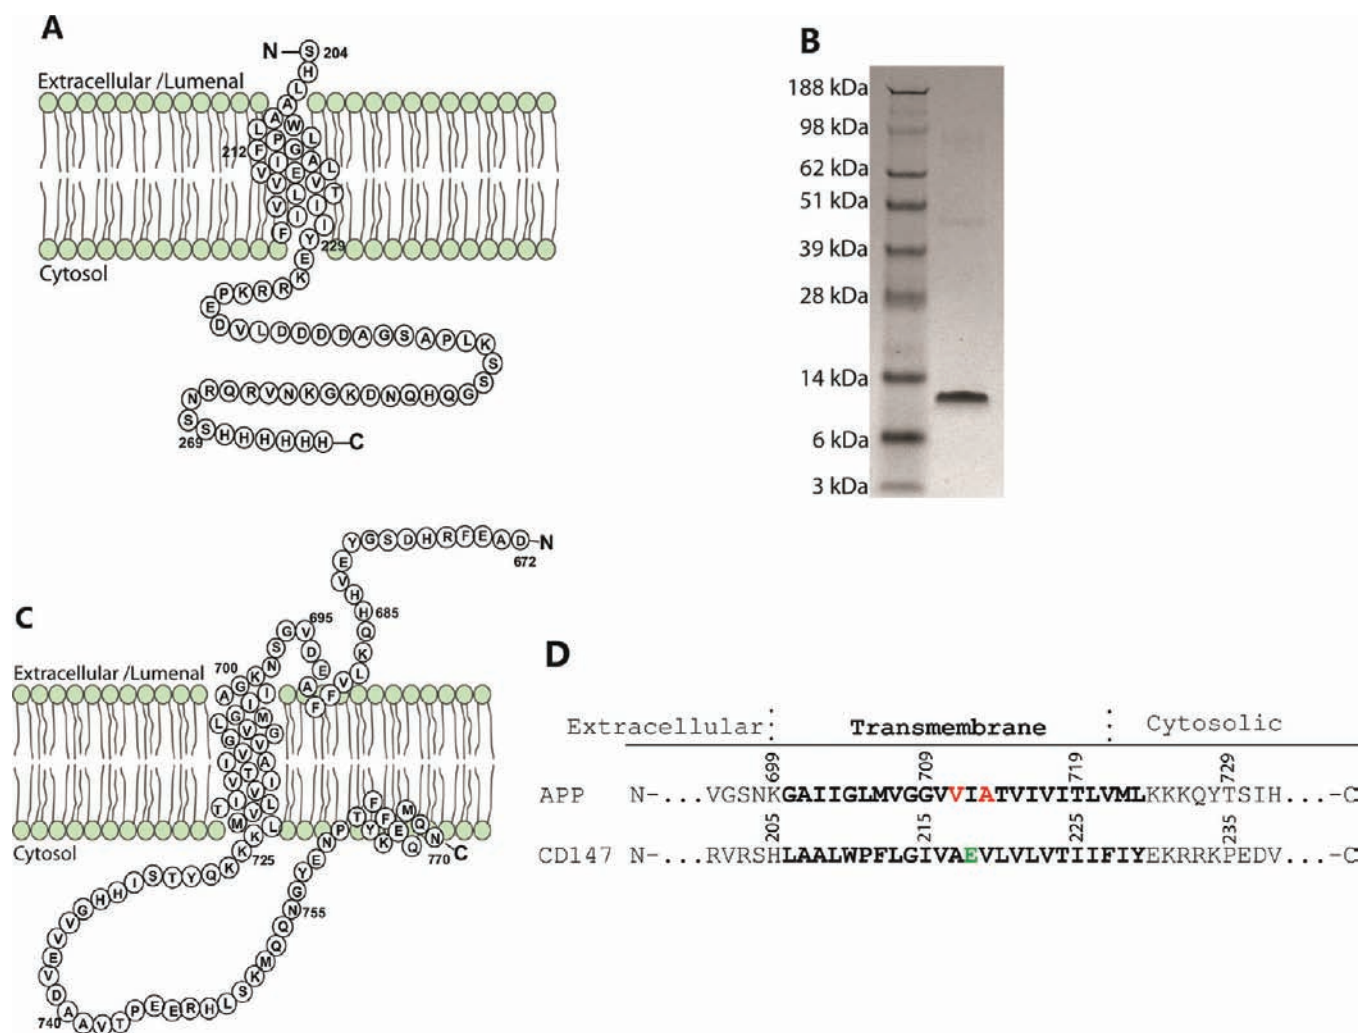 A
N
S 204
H
Extracellular /Lumenal
L
A
A W
L P L
212 F I G A L
V V E V T
V L I
F I I
Y 229
Cytosol
E
K
P K R R
E
D V L D D D D A G S A P L K
S
S
N R Q R V N K G K D N Q H Q G
S
S H H H H H H C
269
B
188 kDa
98 kDa
62 kDa
51 kDa
39 kDa
28 kDa
14 kDa
6 kDa
3 kDa
C
Y G S D H R F E A D N
672
E
V
H
H 685
Q
K
L
695
G V
S D
N E
700
Extracellular /Lumenal
A G K A F F V
I I
L G I M
G V V G
I V V A
V T I
T I V L
M V L
K
K 725
Cytosol
H H I S T Y Q K
G
V
V
E
V
D
740 A A V T P E E R H L S K M Q Q
N 755
G
Y
E
N
P
T F M
Y F E Q
K Q N C
770
D
Extracellular Transmembrane Cytosolic
699 709 719 729
APP N-...VGSNKGAIIGLMVGGVVIATVIVITLVMLKKKQYTSIH...-C
205 215 225 235
CD147 N-...RVRSHLAALWPFLGIVAEVLVLVTIIFIYEKRRKPEDV...-C